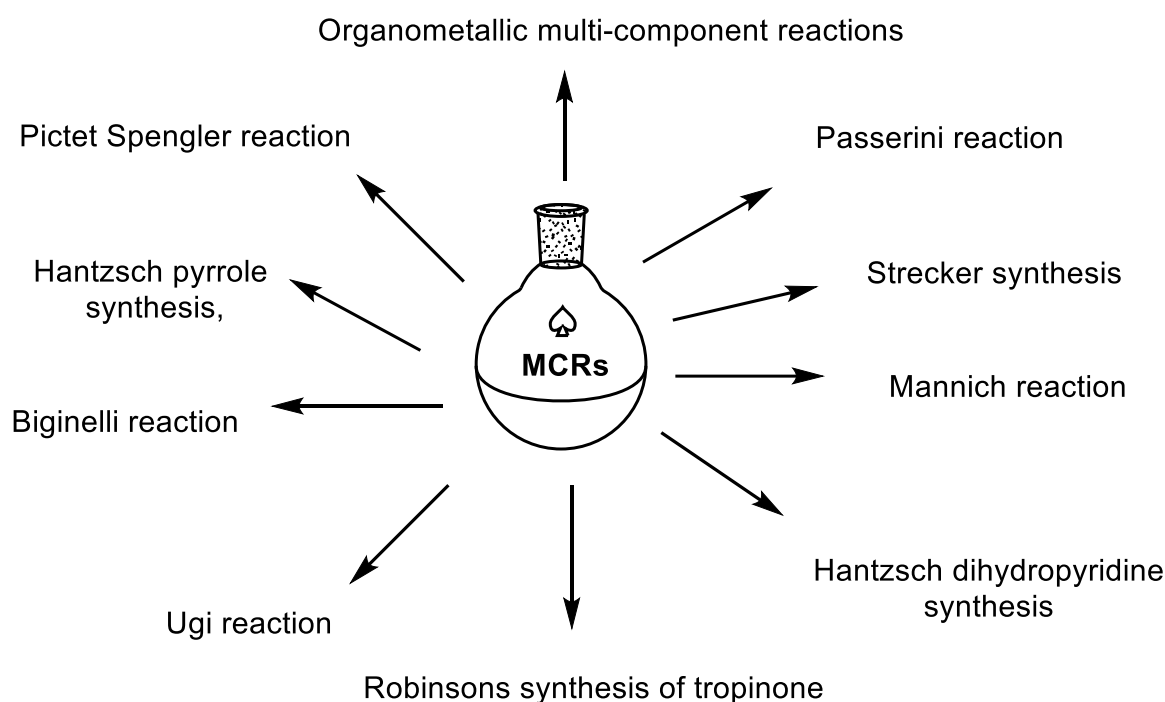 Organometallic multi-component reactions
Pictet Spengler reaction
Passerini reaction
Hantzsch pyrrole
synthesis,
Strecker synthesis
MCRs
Mannich reaction
Biginelli reaction
Hantzsch dihydropyridine
synthesis
Ugi reaction
Robinsons synthesis of tropinone